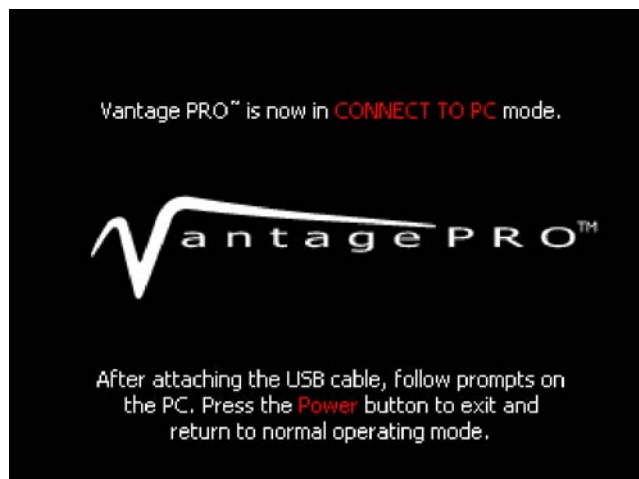 Vantage PRO™ is now in CONNECT TO PC mode.
VantagePRO™
After attaching the USB cable, follow prompts on
the PC. Press the Power button to exit and
return to normal operating mode.